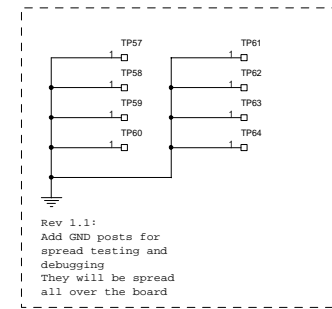 TP57
TP61
1
1
TP58
TP62
1
1
TP59
TP63
1
1
TP60
TP64
1
1
Rev 1.1:
Add GND posts for
spread testing and
debugging
They will be spread
all over the board